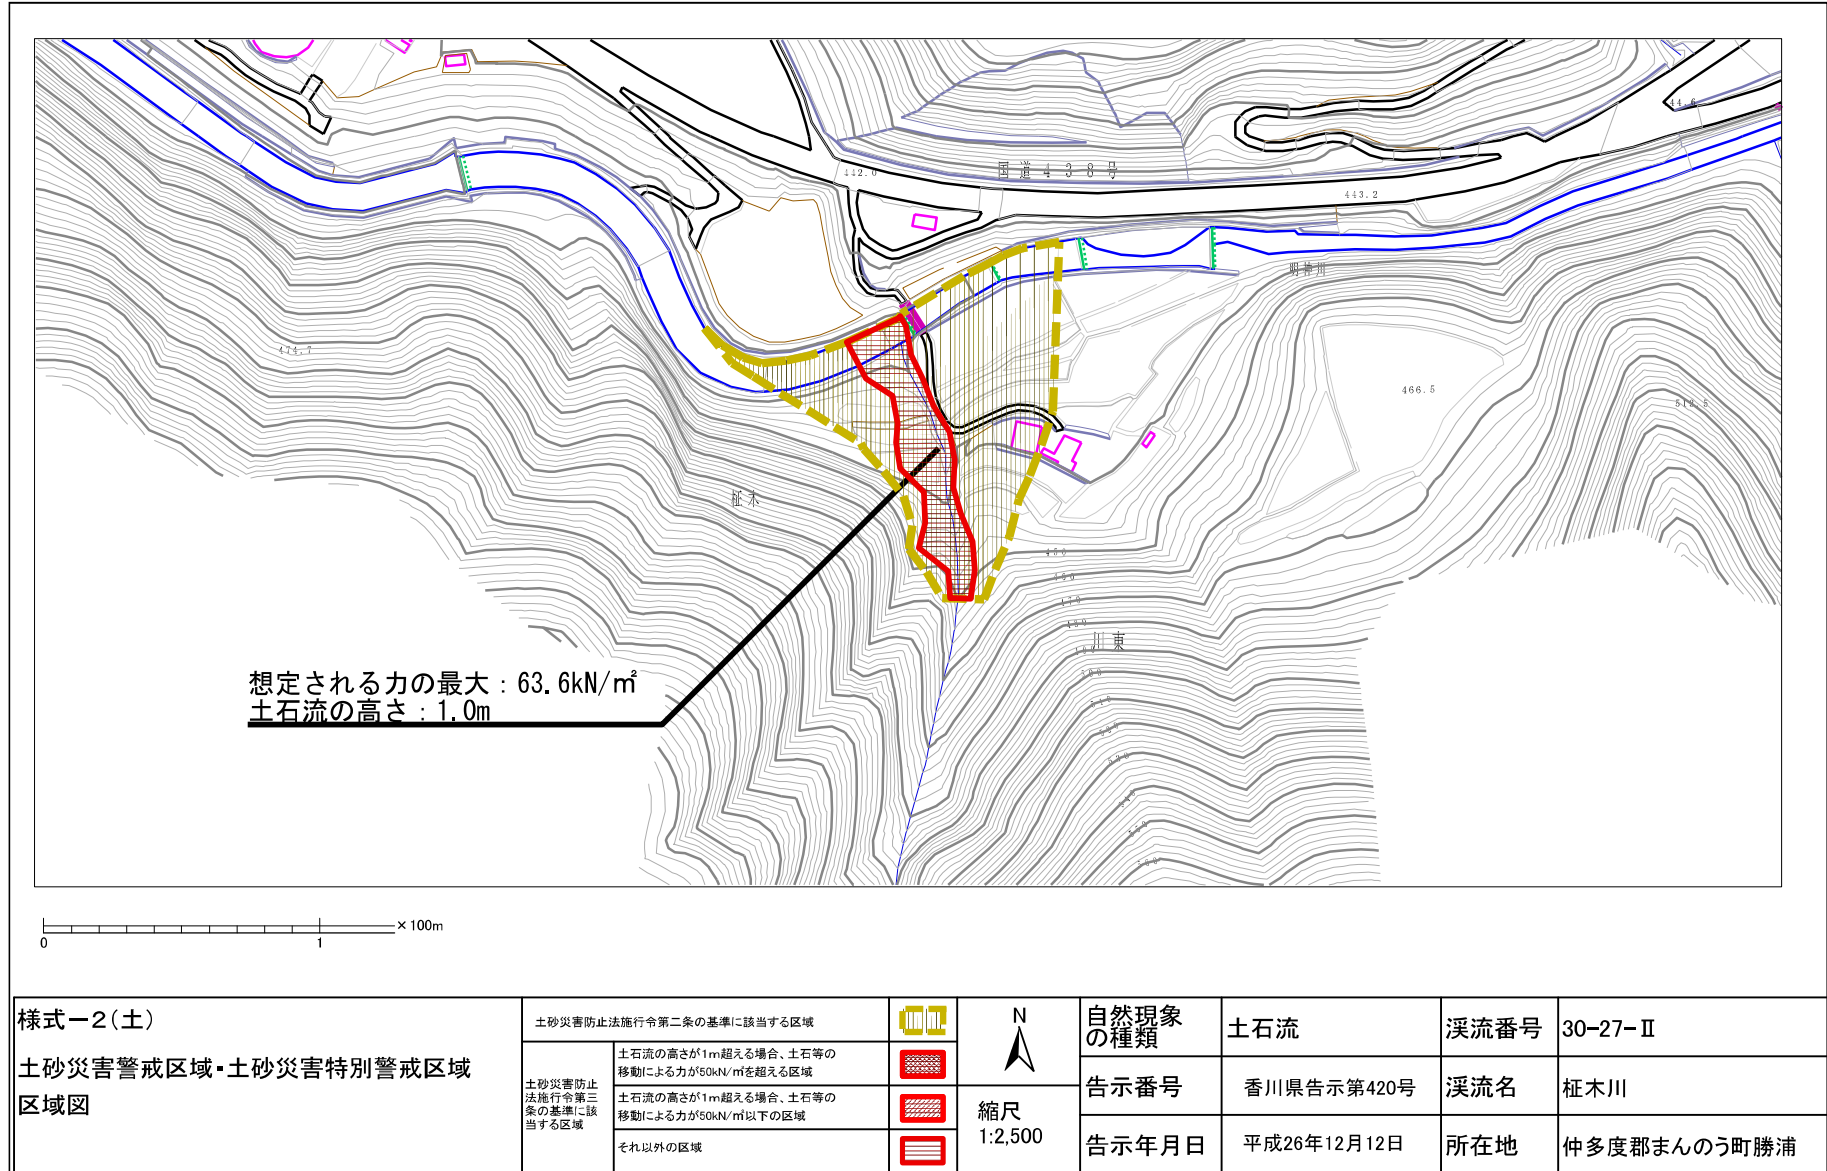 国道438号
442.0
443.2
44.6
明神川
474.7
466.5
512.5
柾木
450
460
470
480
490
500
510
川東
想定される力の最大：63.6kN/㎡
土石流の高さ：1.0m
0 1 ×100m
様式－2(土)
土砂災害警戒区域・土砂災害特別警戒区域
区域図
土砂災害防止法施行令第二条の基準に該当する区域
土砂災害防止
法施行令第三
条の基準に該
当する区域
土石流の高さが1m超える場合、土石等の
移動による力が50kN/㎡を超える区域
土石流の高さが1m超える場合、土石等の
移動による力が50kN/㎡以下の区域
それ以外の区域
N
縮尺
1:2,500
自然現象
の種類
土石流
渓流番号
30-27-Ⅱ
告示番号
香川県告示第420号
渓流名
柾木川
告示年月日
平成26年12月12日
所在地
仲多度郡まんのう町勝浦